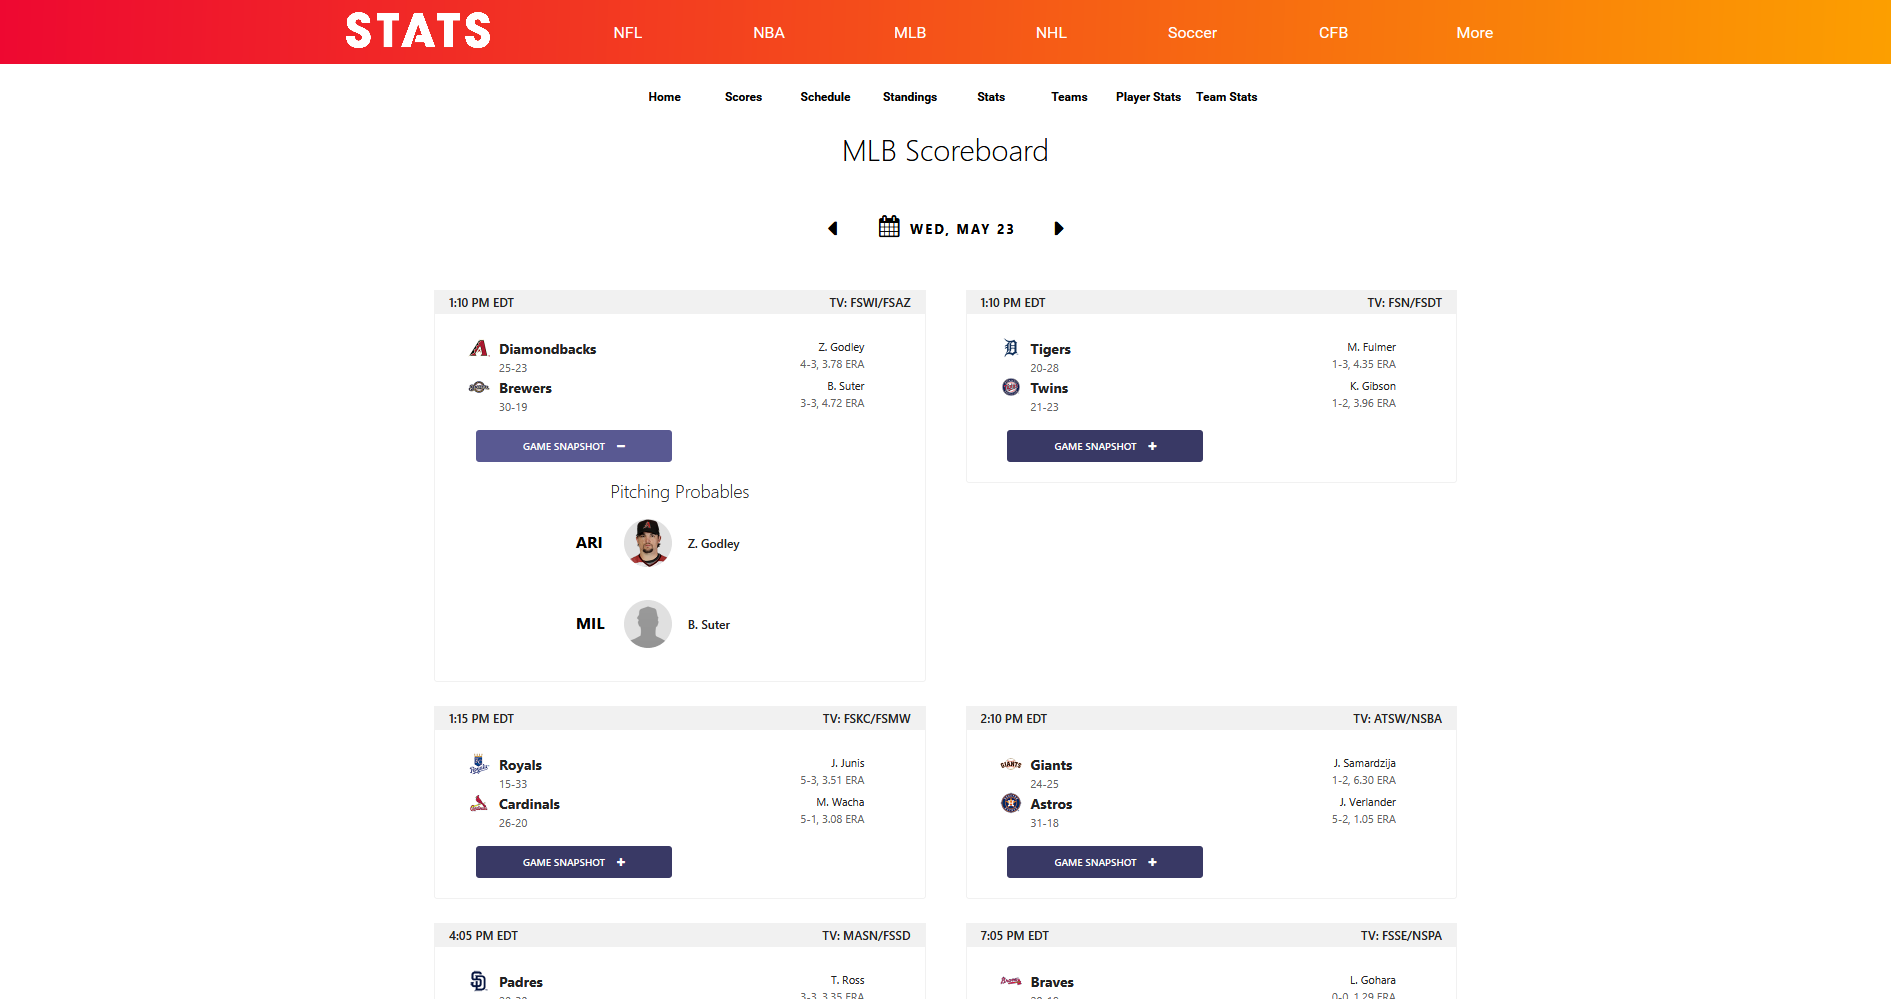 STATS NFL NBA MLB NHL Soccer CFB More
Home Scores Schedule Standings Stats Teams Player Stats Team Stats
MLB Scoreboard
WED, MAY 23
1:10 PM EDT TV: FSWI/FSAZ
Diamondbacks Z. Godley
25-23 4-3, 3.78 ERA
Brewers B. Suter
30-19 3-3, 4.72 ERA
GAME SNAPSHOT
Pitching Probables
ARI Z. Godley
MIL B. Suter
1:10 PM EDT TV: FSN/FSDT
Tigers M. Fulmer
20-28 1-3, 4.35 ERA
Twins K. Gibson
21-23 1-2, 3.96 ERA
GAME SNAPSHOT
1:15 PM EDT TV: FSKC/FSMW
Royals J. Junis
15-33 5-3, 3.51 ERA
Cardinals M. Wacha
26-20 5-1, 3.08 ERA
GAME SNAPSHOT
2:10 PM EDT TV: ATSW/NSBA
GIANTS
Giants J. Samardzija
24-25 1-2, 6.30 ERA
Astros J. Verlander
31-18 5-2, 1.05 ERA
GAME SNAPSHOT
4:05 PM EDT TV: MASN/FSSD
Padres T. Ross
3-3, 3.35 ERA
7:05 PM EDT TV: FSSE/NSPA
Braves L. Gohara
0-0, 1.29 ERA